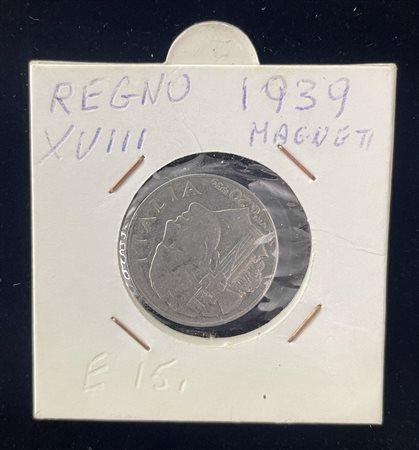 REGNO 1939
XVIII MAGNETI
ITALIA
E 15.